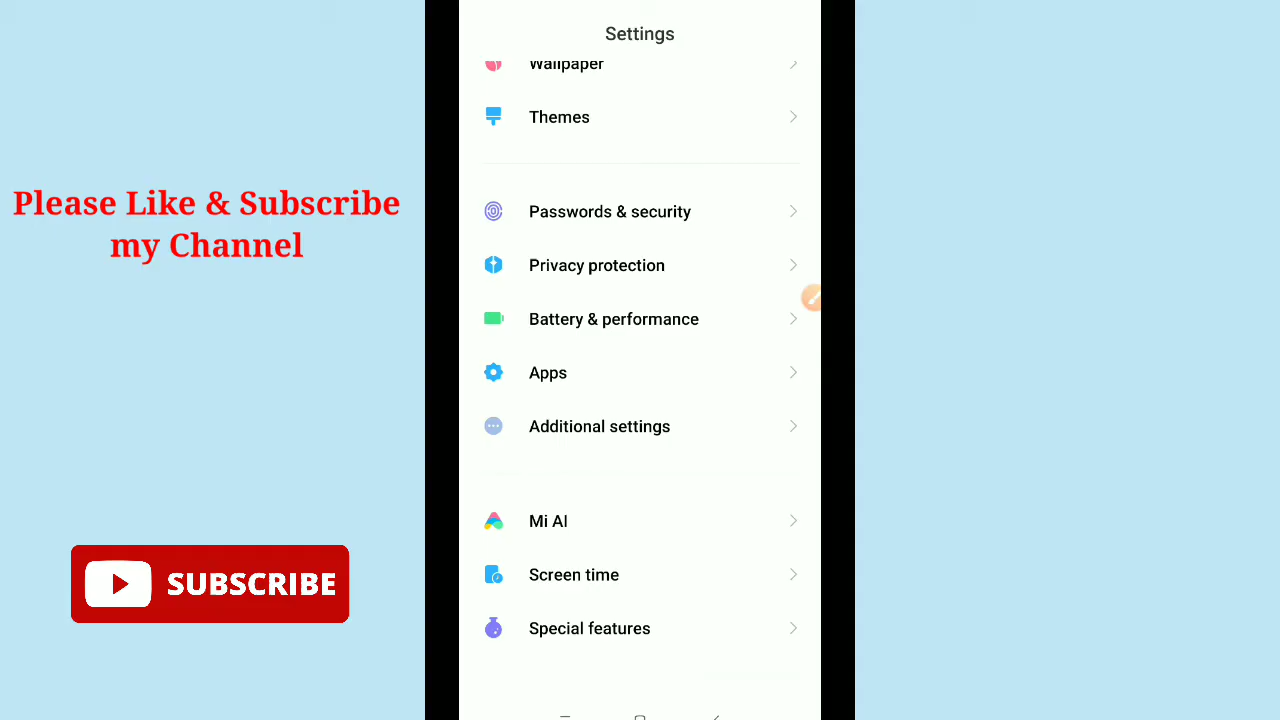 Settings
Wallpaper
Themes
Passwords & security
Privacy protection
Battery & performance
Apps
Additional settings
Mi AI
Screen time
Special features
Please Like & Subscribe
my Channel
SUBSCRIBE